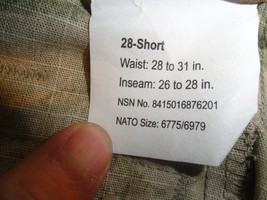 28-Short
Waist: 28 to 31 in.
Inseam: 26 to 28 in.
NSN No. 8415016876201
NATO Size: 6775/6979